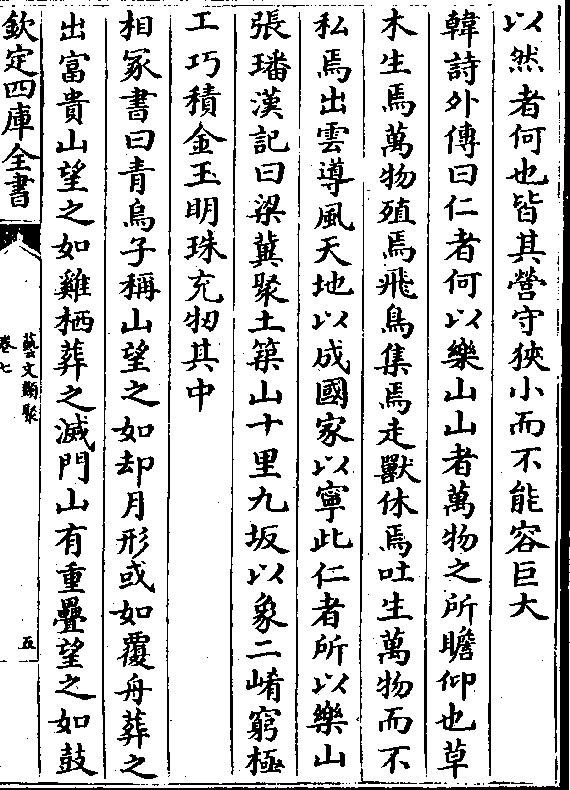 以然者何也皆其營守狹小而不能容巨大
韓詩外傳曰仁者何以樂山山者萬物之所瞻仰也草
木生焉萬物殖焉飛鳥集焉走獸休焉吐生萬物而不
私焉出雲導風天地以成國家以寧此仁者所以樂山
張璠漢記曰梁冀聚土築山十里九坂以象二崤窮極
工巧積金玉明珠充牣其中
相冢書曰青烏子稱山望之如却月形或如覆舟葬之
出富貴山望之如雞栖葬之滅門山有重疊望之如鼓
欽定四庫全書
藝文類聚
卷七
五